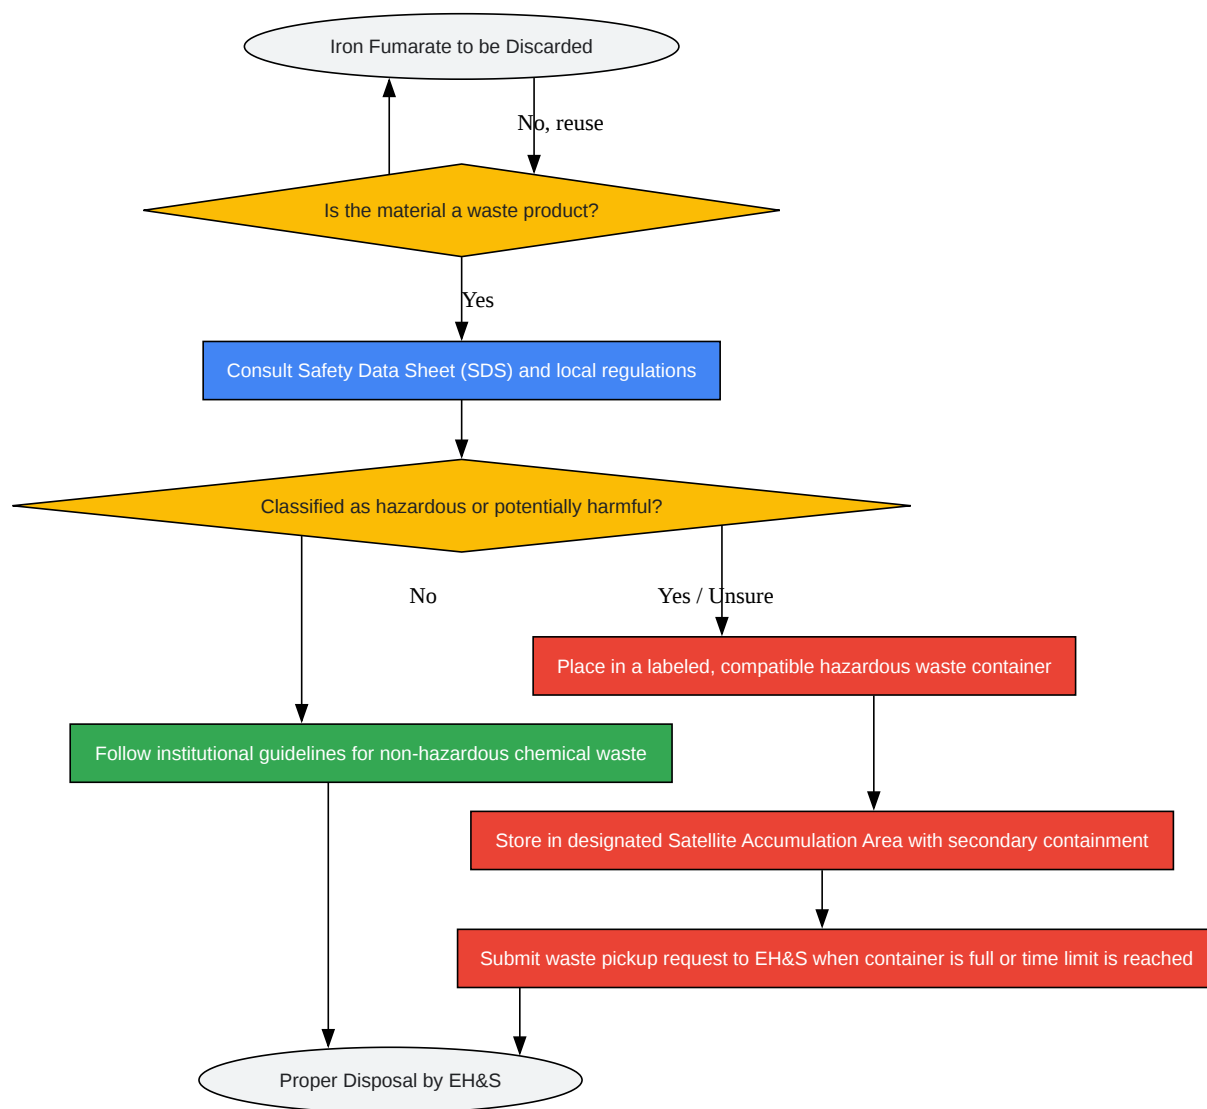 Iron Fumarate to be Discarded
No, reuse
Is the material a waste product?
Yes
Consult Safety Data Sheet (SDS) and local regulations
Classified as hazardous or potentially harmful?
No
Yes / Unsure
Place in a labeled, compatible hazardous waste container
Follow institutional guidelines for non-hazardous chemical waste
Store in designated Satellite Accumulation Area with secondary containment
Submit waste pickup request to EH&S when container is full or time limit is reached
Proper Disposal by EH&S